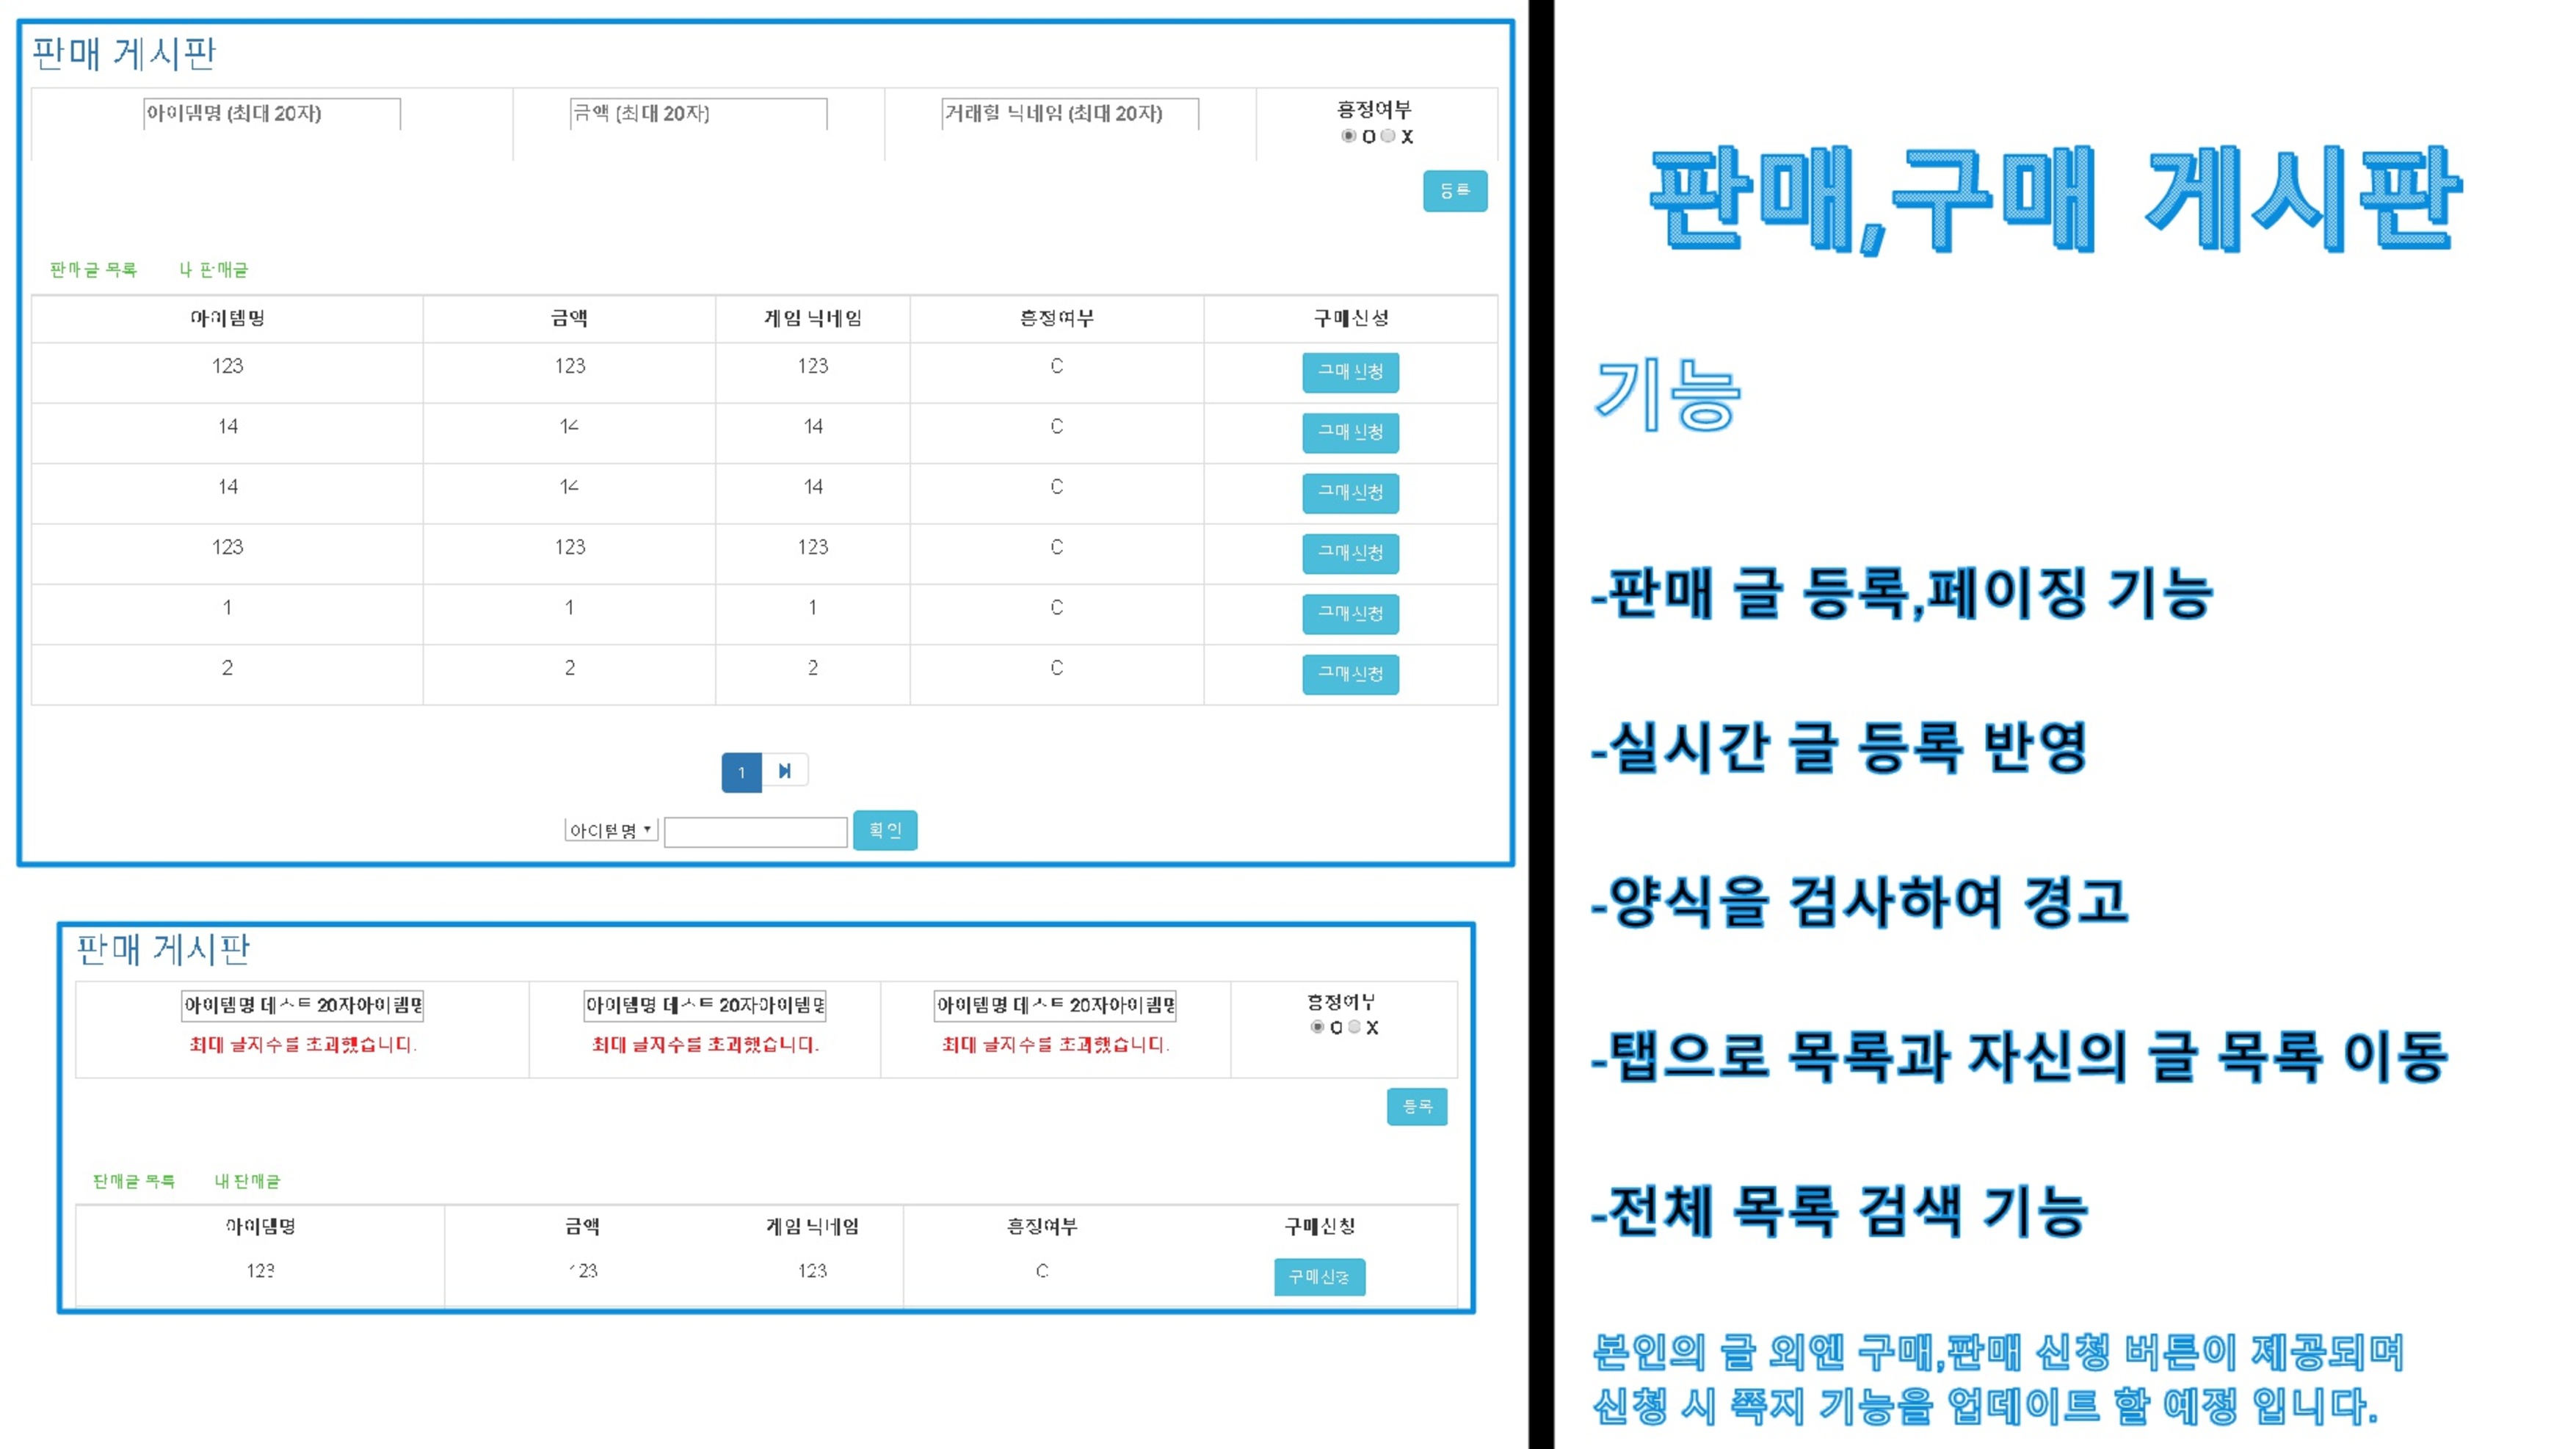 판매 게시판
아이템명 (최대 20자) 금액 (최대 20자) 거래할 닉네임 (최대 20자) 흥정여부
O X
등록
판매글 목록 내 판매글
아이템명 금액 게임 닉네임 흥정여부 구매신청
123 123 123 O 구매신청
14 14 14 O 구매신청
14 14 14 O 구매신청
123 123 123 O 구매신청
1 1 1 O 구매신청
2 2 2 O 구매신청
1
아이템명 확인
판매 게시판
아이템명 테스트 20자아이템명 아이템명 테스트 20자아이템명 아이템명 테스트 20자아이템명 흥정여부
최대 글자수를 초과했습니다. 최대 글자수를 초과했습니다. 최대 글자수를 초과했습니다. O X
등록
판매글 목록 내 판매글
아이템명 금액 게임 닉네임 흥정여부 구매신청
123 123 123 O 구매신청
판매,구매 게시판
기능
-판매 글 등록,페이징 기능
-실시간 글 등록 반영
-양식을 검사하여 경고
-탭으로 목록과 자신의 글 목록 이동
-전체 목록 검색 기능
본인의 글 외엔 구매,판매 신청 버튼이 제공되며
신청 시 쪽지 기능을 업데이트 할 예정 입니다.